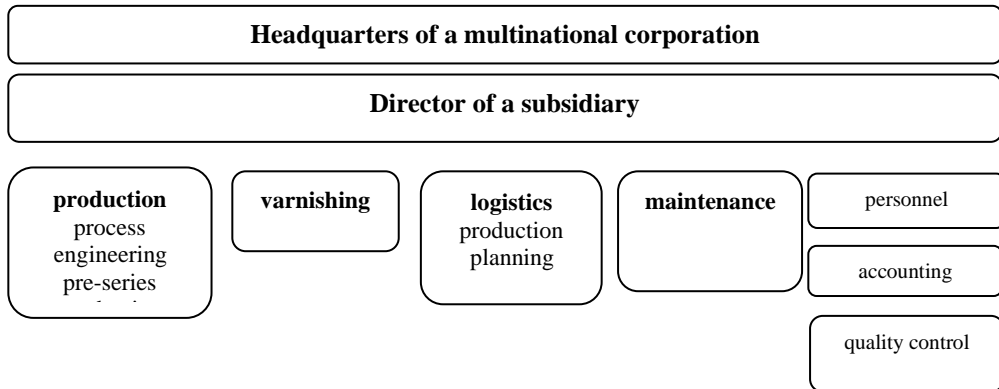 Headquarters of a multinational corporation
Director of a subsidiary
production
process
engineering
pre-series
varnishing
logistics
production
planning
maintenance
personnel
accounting
quality control